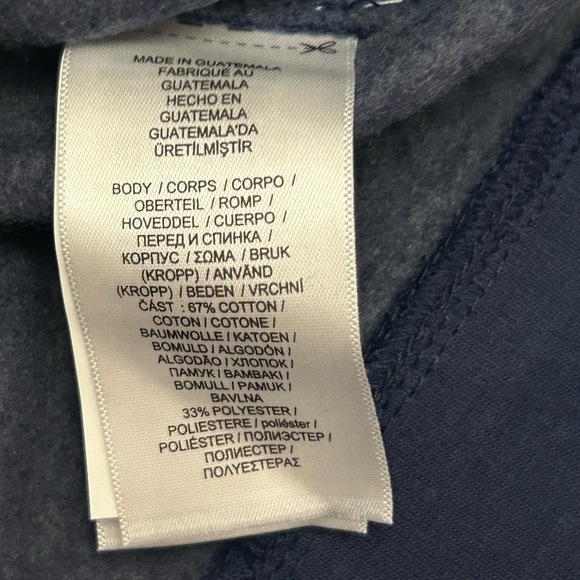 MADE IN GUATEMALA
FABRIQUÉ AU
GUATEMALA
HECHO EN
GUATEMALA
GUATEMALA'DA
ÜRETİLMİŞTİR
BODY / CORPS / CORPO /
OBERTEIL / ROMP /
HOVEDDEL / CUERPO /
ПЕРЕД И СПИНКА /
КОРПУС / ΣΩΜΑ / BRUK
(KROPP) / ANVÄND
(KROPP) / BEDEN / VRCHNÍ
ČÁST : 67% COTTON /
COTON / COTONE /
BAUMWOLLE / KATOEN /
BOMULD / ALGODÓN /
ALGODÃO / ХЛОПОК /
ПАМУК / ΒΑΜΒΑΚΙ /
BOMULL / PAMUK /
BAVLNA
33% POLYESTER /
POLIESTERE / poliéster /
POLIÉSTER / ПОЛИЭСТЕР /
ПОЛИЕСТЕР /
ΠΟΛΥΕΣΤΕΡΑΣ